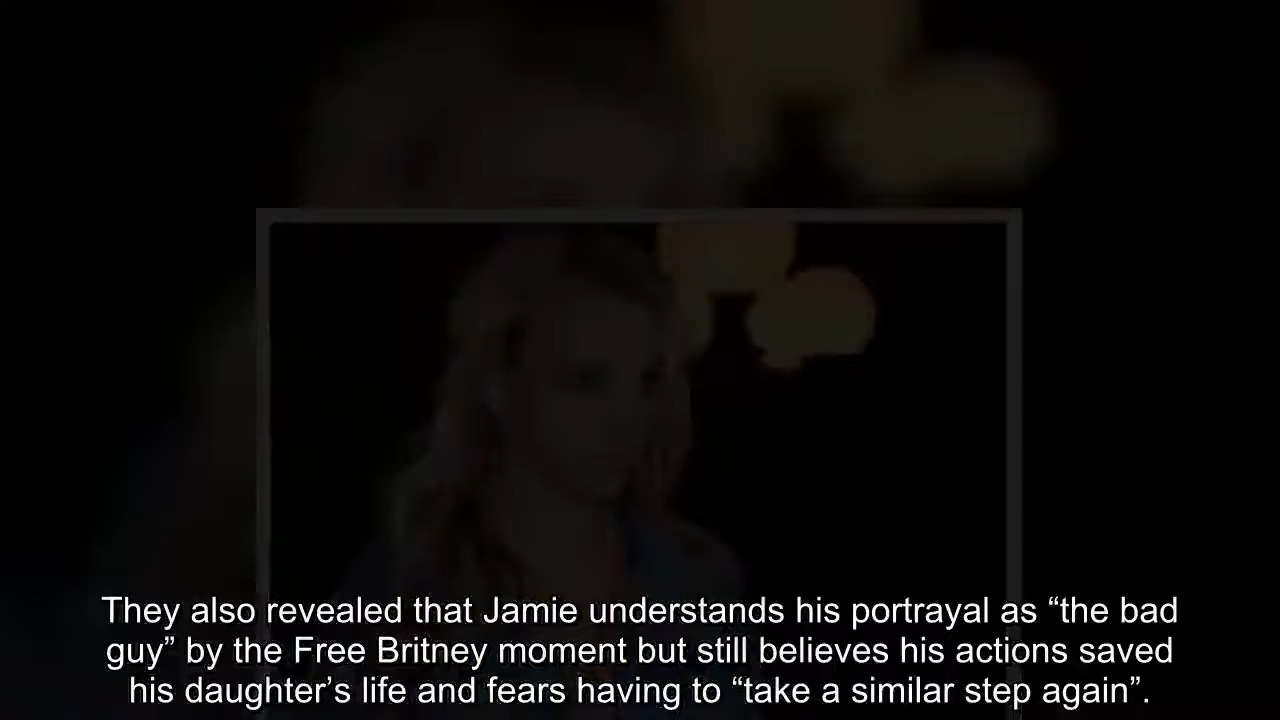 They also revealed that Jamie understands his portrayal as “the bad
guy” by the Free Britney moment but still believes his actions saved
his daughter’s life and fears having to “take a similar step again”.